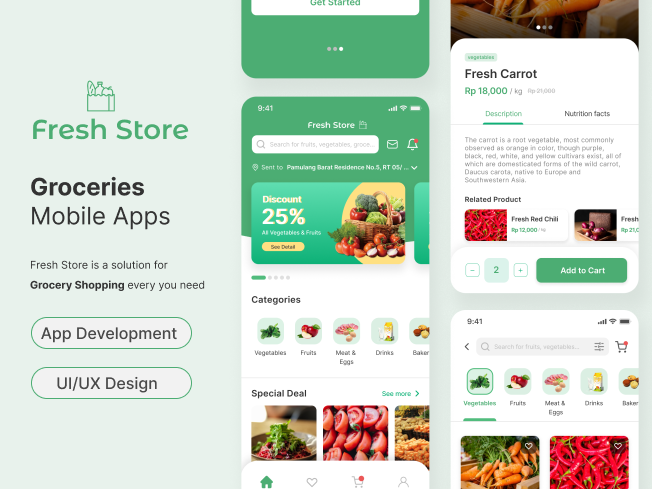 Fresh Store
Groceries
Mobile Apps
Fresh Store is a solution for
Grocery Shopping every you need
App Development
UI/UX Design
Get Started
9:41
Fresh Store
Search for fruits, vegetables, groce...
Sent to Pamulang Barat Residence No.5, RT 05/ ...
Discount
25%
All Vegetables & Fruits
See Detail
Categories
Vegetables
Fruits
Meat &
Eggs
Drinks
Baker
Special Deal
See more
vegetables
Fresh Carrot
Rp 18,000 / kg Rp 21,000
Description
Nutrition facts
The carrot is a root vegetable, most commonly
observed as orange in color, though purple,
black, red, white, and yellow cultivars exist, all of
which are domesticated forms of the wild carrot,
Daucus carota, native to Europe and
Southwestern Asia.
Related Product
Fresh Red Chili
Rp 12,000 / kg
Fresh
Rp 21,0
- 2 +
Add to Cart
9:41
Search for fruits, vegetables...
Vegetables
Fruits
Meat &
Eggs
Drinks
Baker